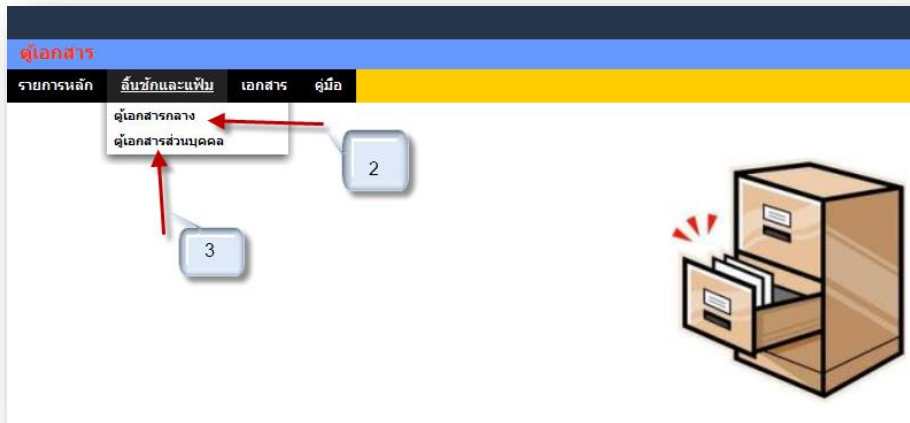 ตู้เอกสาร
รายการหลัก ลิ้นชักและแฟ้ม เอกสาร คู่มือ
ตู้เอกสารกลาง
ตู้เอกสารส่วนบุคคล
2
3